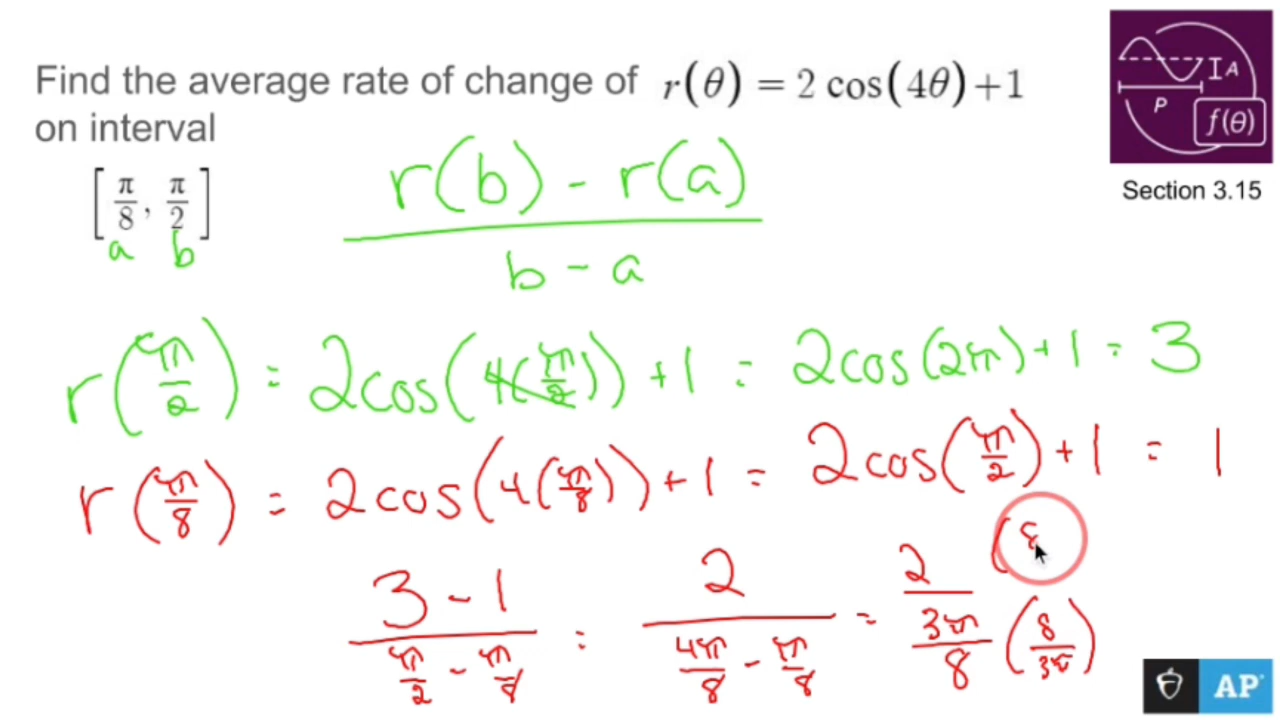 Find the average rate of change of r(θ) = 2 cos(4θ)+1
on interval
[π/8, π/2]
a b
r(b) - r(a)
b - a
I A
P
f(θ)
Section 3.15
r(π/2) = 2cos(4(π/2)) + 1 = 2cos(2π) + 1 = 3
r(π/8) = 2cos(4(π/8)) + 1 = 2cos(π/2) + 1 = 1
(3 - 1)/(π/2 - π/8) = 2/(4π/8 - π/8) = 2/(3π/8) (8 (8/3π)
AP